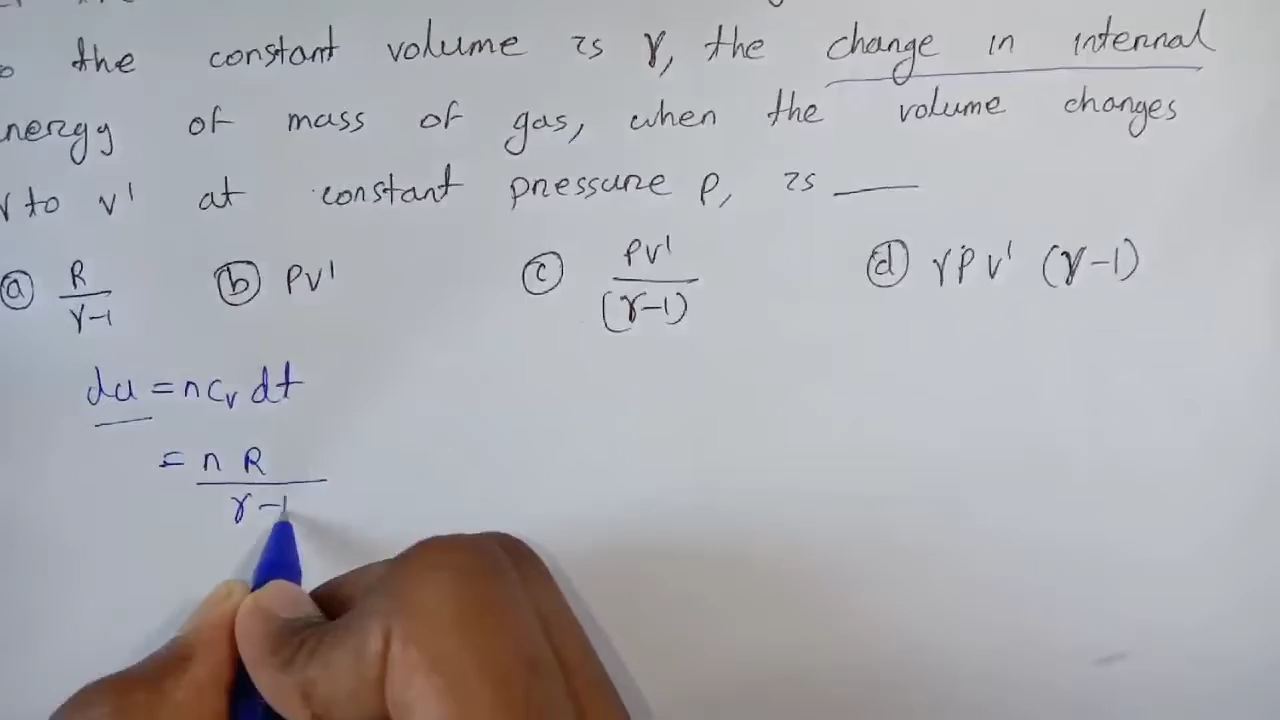 the constant volume is γ, the change in internal
nergy of mass of gas, when the volume changes
V to v' at constant pressure P, is ____
(a) R/γ-1 (b) PV' (c) PV'/(γ-1) (d) γPV' (γ-1)
du = nCv dt
= nR/γ-1